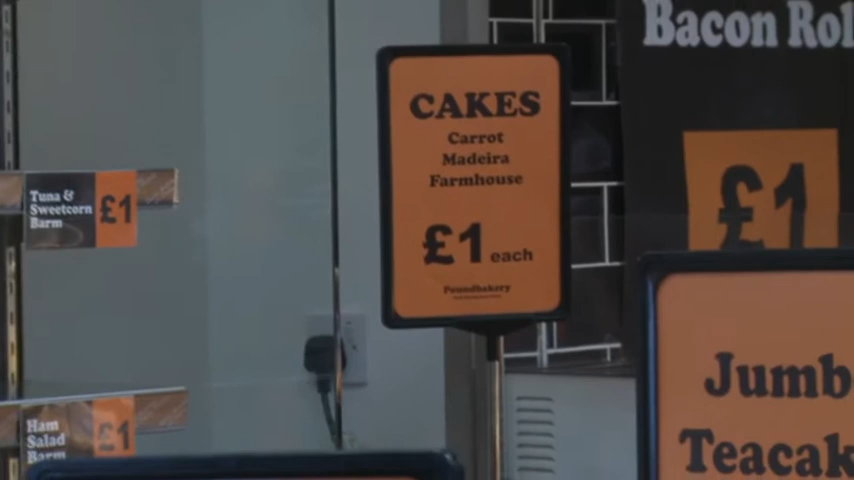 Bacon Rol
£1
CAKES
Carrot
Madeira
Farmhouse
£1 each
Poundbakery
Tuna &
Sweetcorn
Barm
£1
Jumb
Teacak
Ham
Salad
Barm
£1